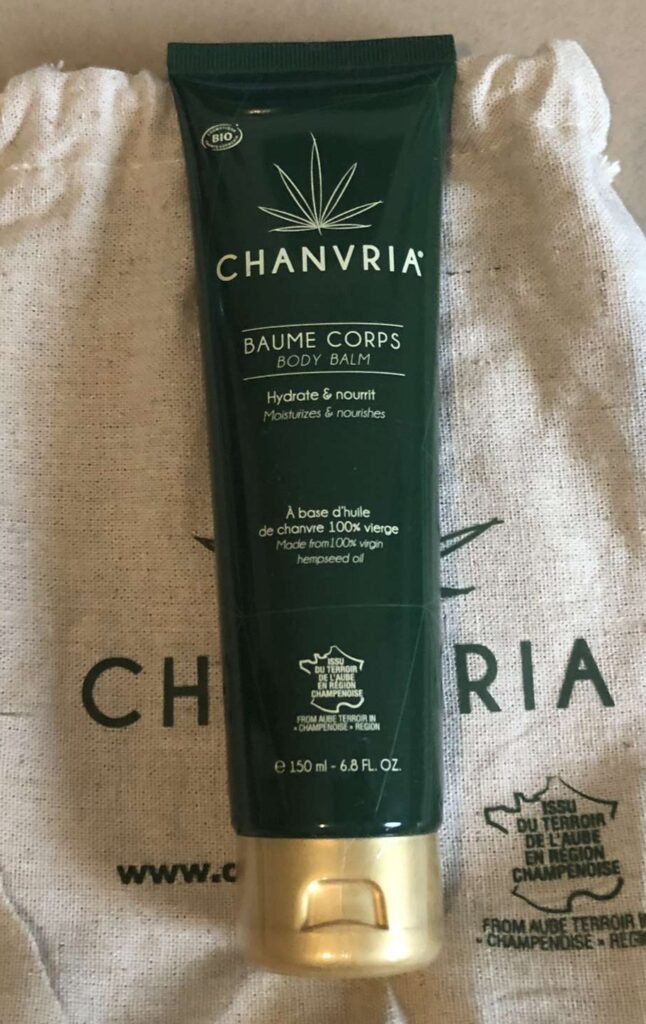 BIO
CHANVRIA®
BAUME CORPS
BODY BALM
Hydrate & nourrit
Moisturizes & nourishes
À base d'huile
de chanvre 100% vierge
Made from 100% virgin
hempseed oil
ISSU
DU TERROIR
DE L'AUBE
EN RÉGION
CHAMPENOISE
FROM AUBE TERROIR IN
• CHAMPENOISE • REGION
e 150 ml - 6.8 FL. OZ.
CH RIA
www.c
ISSU
DU TERROIR
DE L'AUBE
EN RÉGION
CHAMPENOISE
FROM AUBE TERROIR IN
• CHAMPENOISE • REGI